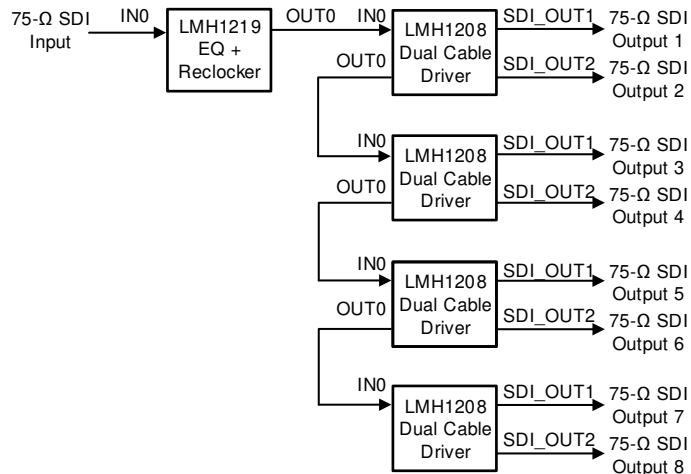 75-Ω SDI
Input
IN0
LMH1219
EQ +
Reclocker
OUT0
IN0
LMH1208
Dual Cable
Driver
SDI_OUT1
75-Ω SDI
Output 1
OUT0
SDI_OUT2
75-Ω SDI
Output 2
IN0
LMH1208
Dual Cable
Driver
SDI_OUT1
75-Ω SDI
Output 3
OUT0
SDI_OUT2
75-Ω SDI
Output 4
IN0
LMH1208
Dual Cable
Driver
SDI_OUT1
75-Ω SDI
Output 5
OUT0
SDI_OUT2
75-Ω SDI
Output 6
IN0
LMH1208
Dual Cable
Driver
SDI_OUT1
75-Ω SDI
Output 7
SDI_OUT2
75-Ω SDI
Output 8